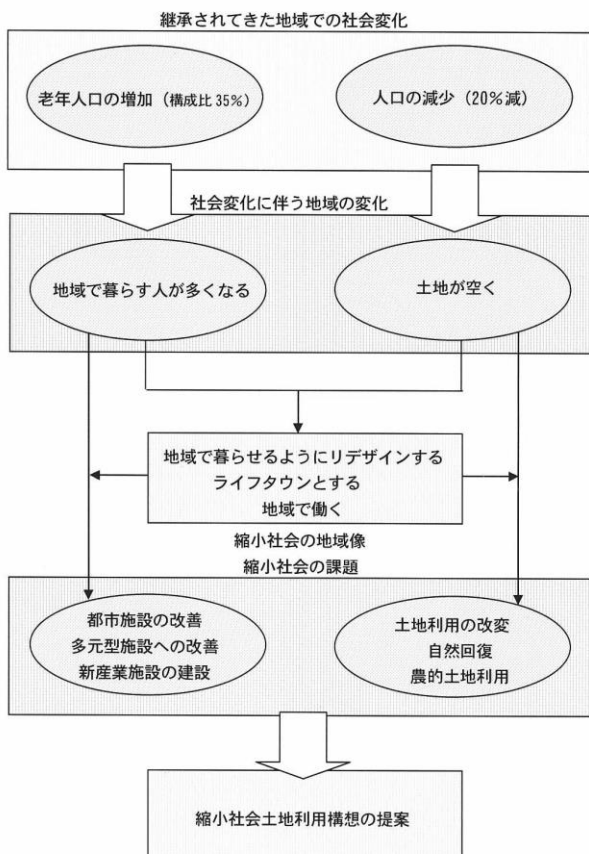 継承されてきた地域での社会変化
老年人口の増加（構成比 35％）
人口の減少（20％減）
社会変化に伴う地域の変化
地域で暮らす人が多くなる
土地が空く
地域で暮らせるようにリデザインする
ライフタウンとする
地域で働く
縮小社会の地域像
縮小社会の課題
都市施設の改善
多元型施設への改善
新産業施設の建設
土地利用の改変
自然回復
農的土地利用
縮小社会土地利用構想の提案